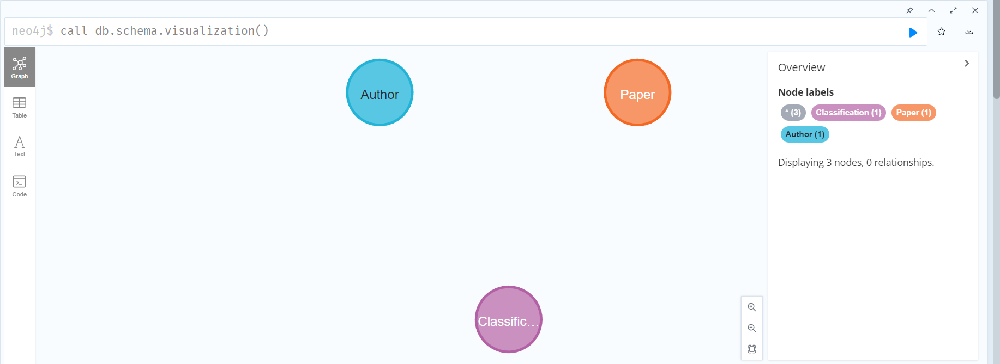 neo4j$ call db.schema.visualization()
Graph
Table
Text
Code
Author
Paper
Classific...
Overview
Node labels
* (3) Classification (1) Paper (1)
Author (1)
Displaying 3 nodes, 0 relationships.